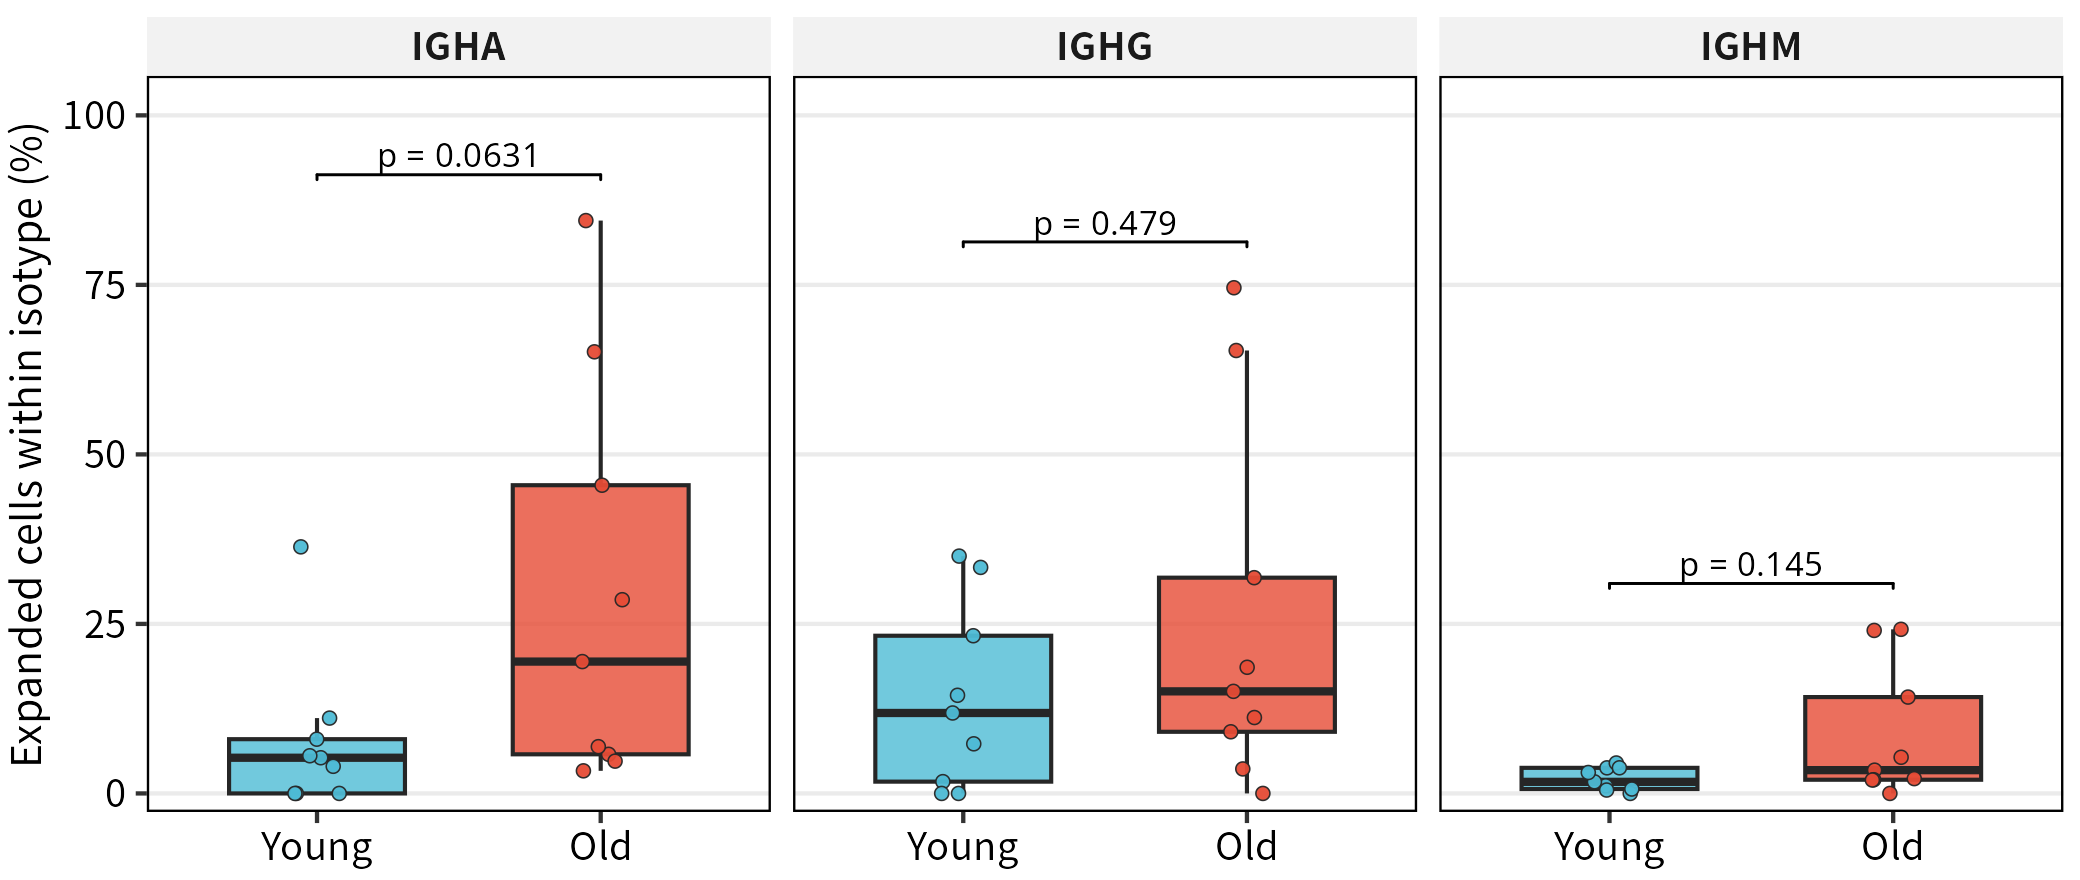 IGHA
IGHG
IGHM
Expanded cells within isotype (%)
100
75
50
25
0
p = 0.0631
p = 0.479
p = 0.145
Young
Old
Young
Old
Young
Old